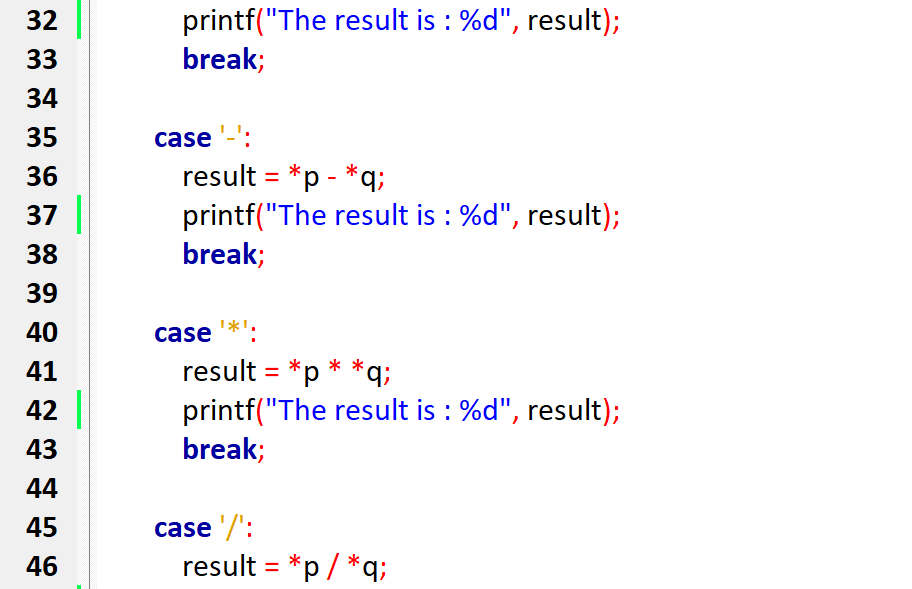 32 printf("The result is : %d", result);
33 break;
34
35 case '-':
36 result = *p - *q;
37 printf("The result is : %d", result);
38 break;
39
40 case '*':
41 result = *p * *q;
42 printf("The result is : %d", result);
43 break;
44
45 case '/':
46 result = *p / *q;